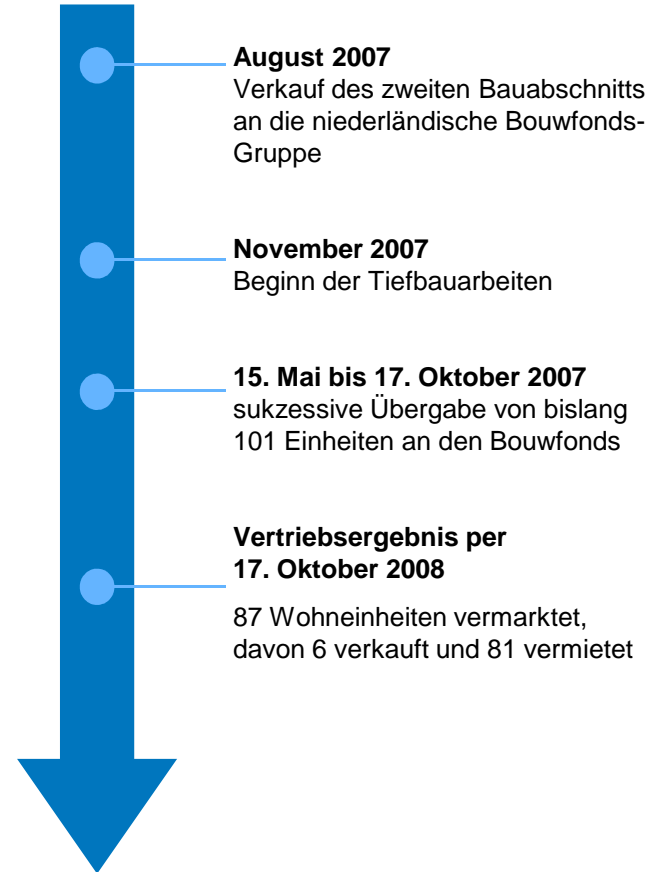 August 2007
Verkauf des zweiten Bauabschnitts
an die niederländische Bouwfonds-
Gruppe
November 2007
Beginn der Tiefbauarbeiten
15. Mai bis 17. Oktober 2007
sukzessive Übergabe von bislang
101 Einheiten an den Bouwfonds
Vertriebsergebnis per
17. Oktober 2008
87 Wohneinheiten vermarktet,
davon 6 verkauft und 81 vermietet